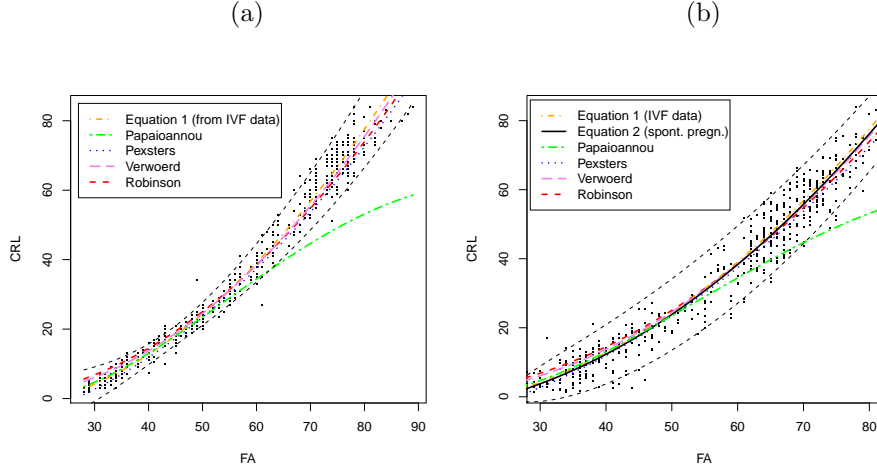 (a)
80
60
40
20
0
CRL
Equation 1 (from IVF data)
Papaioannou
Pexsters
Verwoerd
Robinson
30 40 50 60 70 80 90
FA
(b)
80
60
40
20
0
CRL
Equation 1 (IVF data)
Equation 2 (spont. pregn.)
Papaioannou
Pexsters
Verwoerd
Robinson
30 40 50 60 70 80
FA